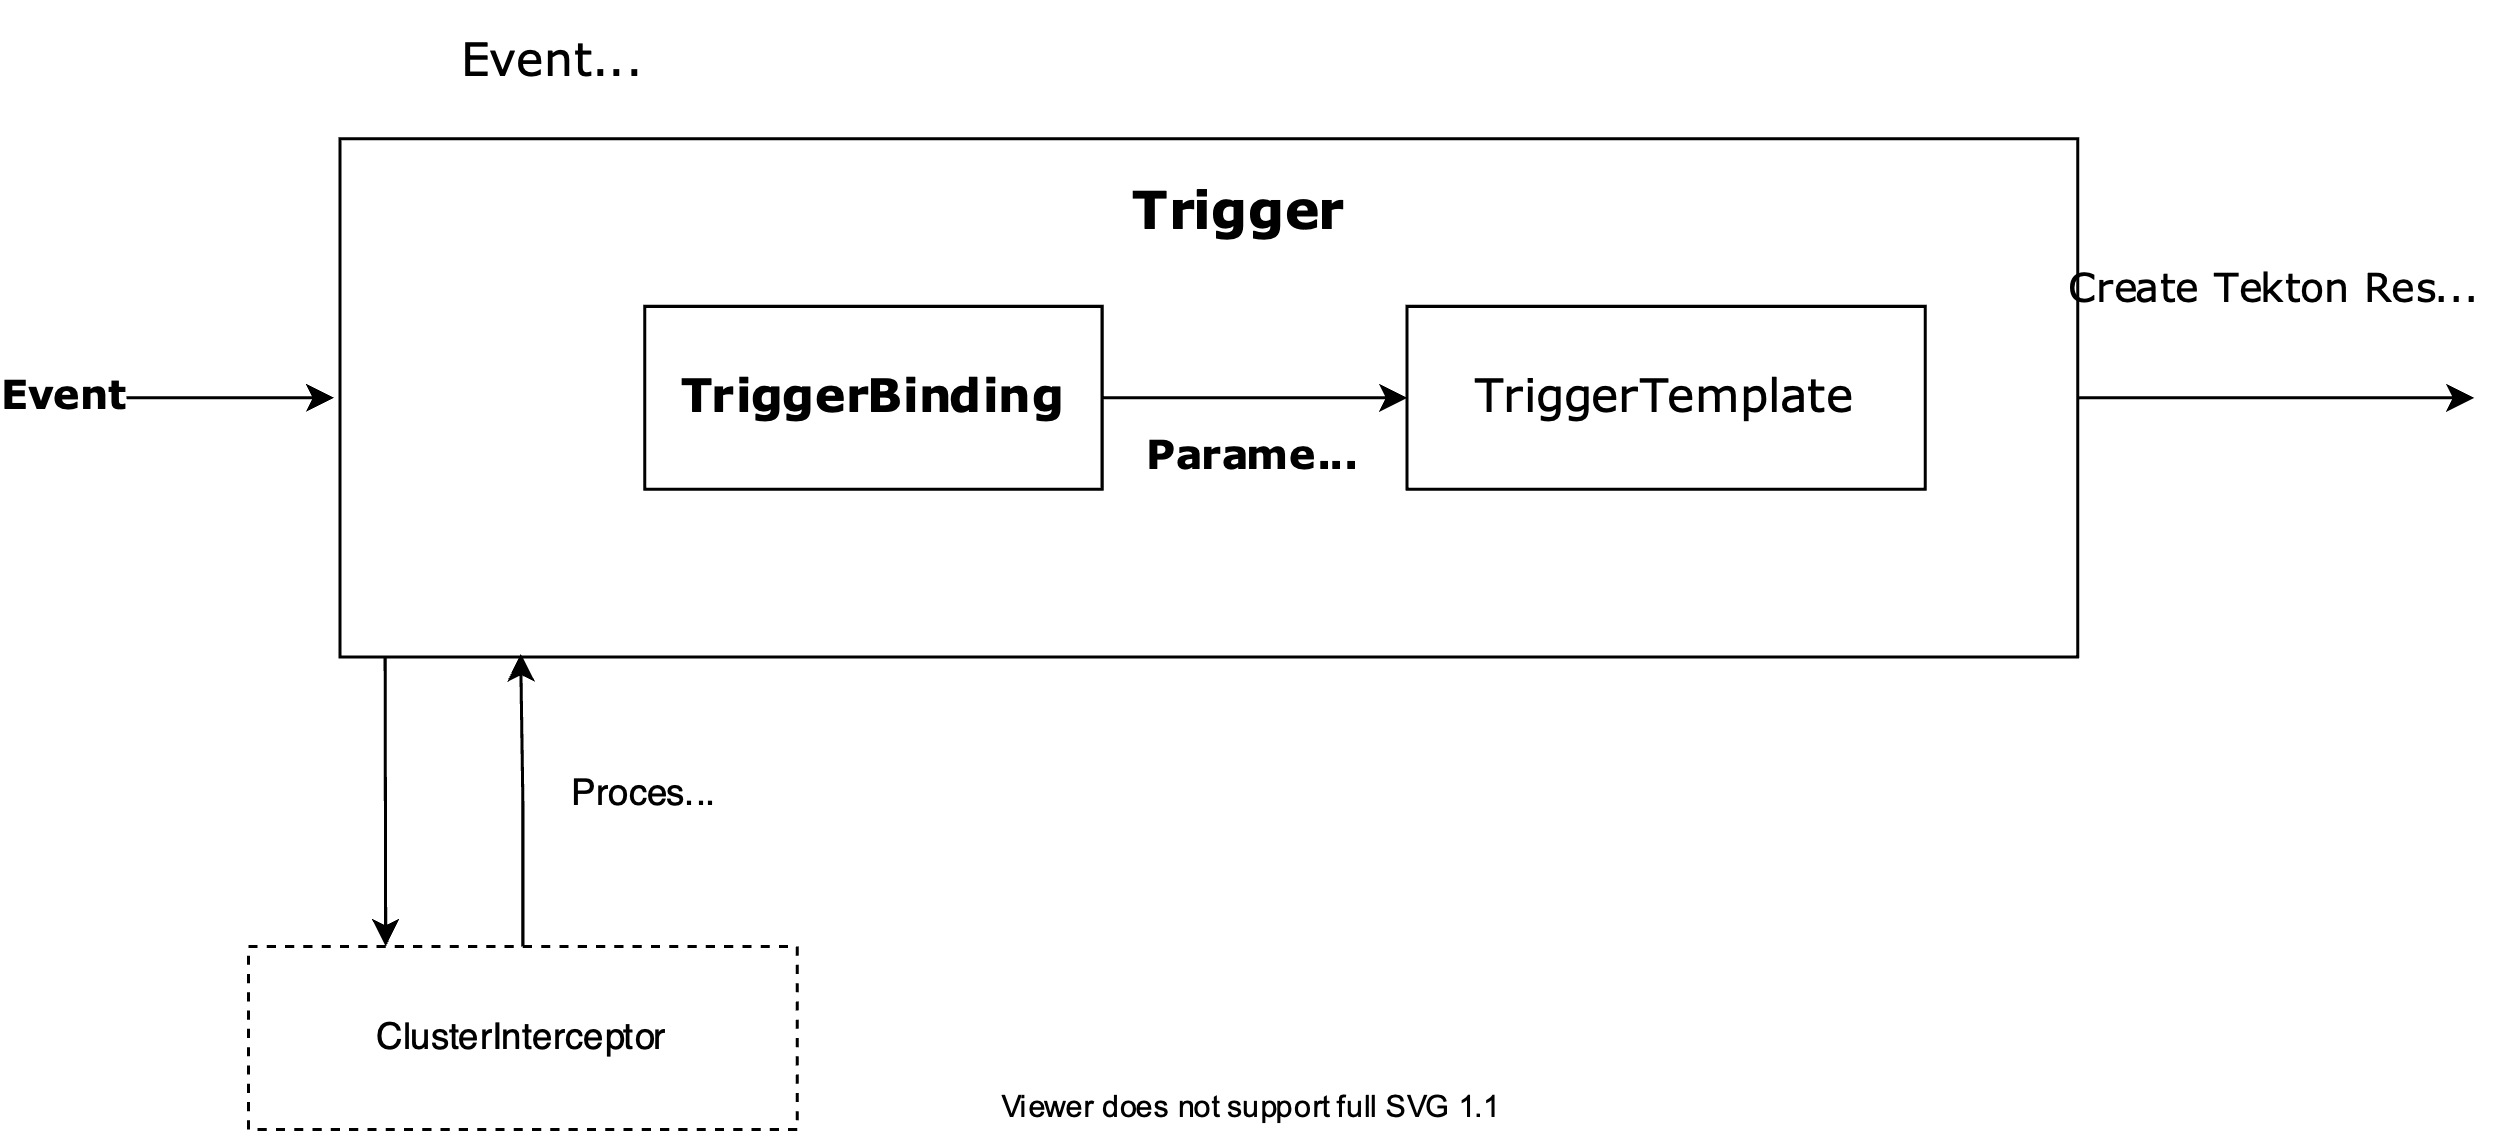 Event...
Trigger
Create Tekton Res...
Event
TriggerBinding
TriggerTemplate
Parame...
Proces...
ClusterInterceptor
Viewer does not support full SVG 1.1